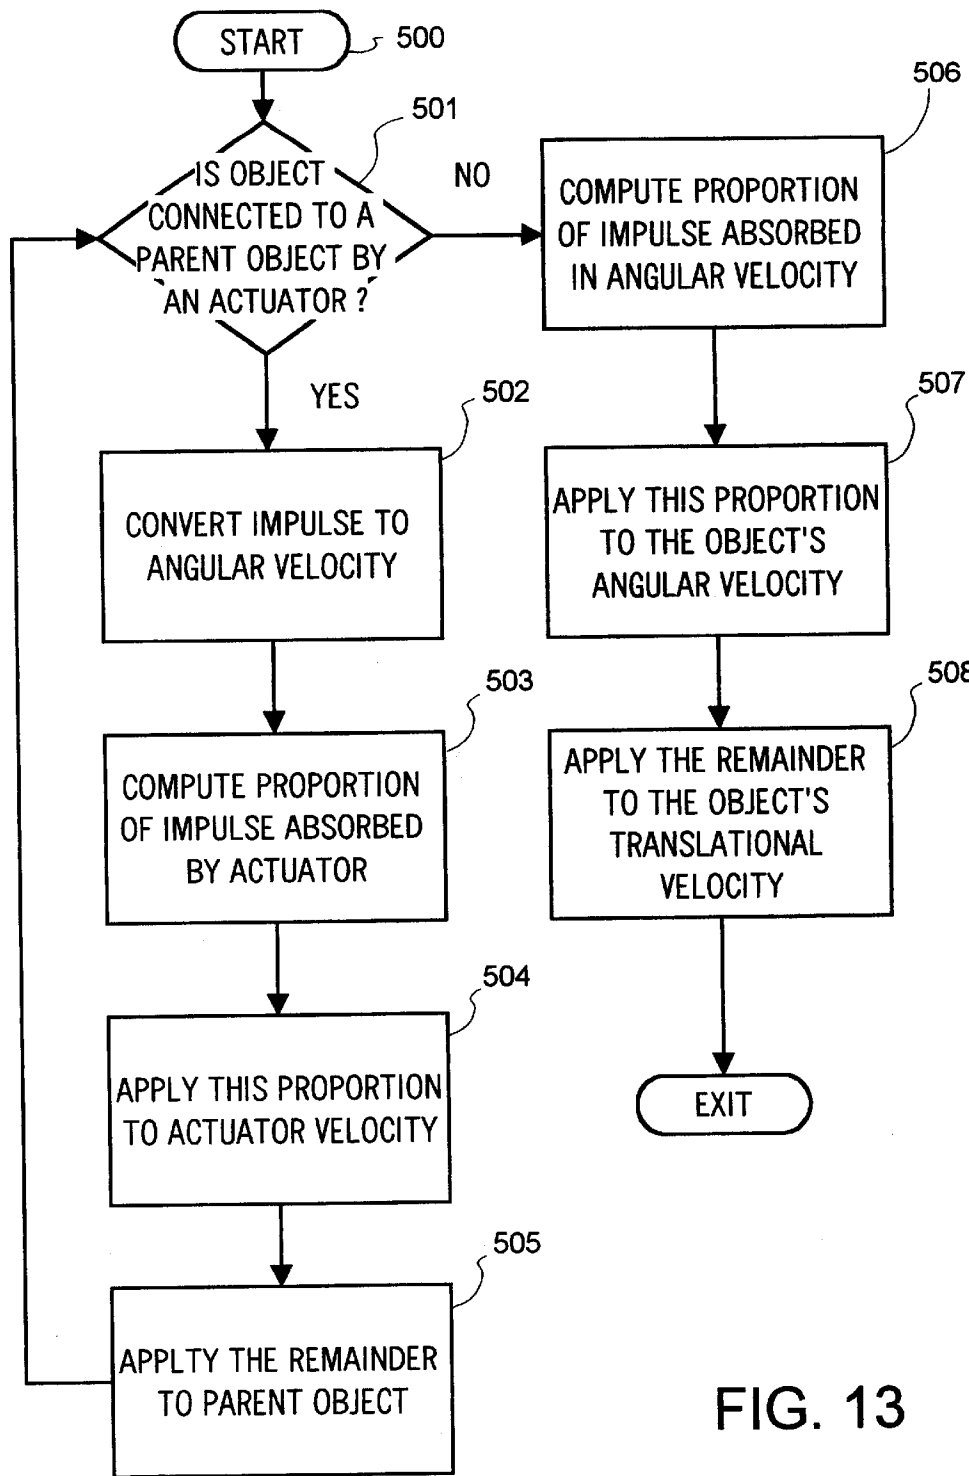 START
500
501
IS OBJECT
CONNECTED TO A
PARENT OBJECT BY
AN ACTUATOR ?
NO
YES
502
CONVERT IMPULSE TO
ANGULAR VELOCITY
503
COMPUTE PROPORTION
OF IMPULSE ABSORBED
BY ACTUATOR
504
APPLY THIS PROPORTION
TO ACTUATOR VELOCITY
505
APPLTY THE REMAINDER
TO PARENT OBJECT
506
COMPUTE PROPORTION
OF IMPULSE ABSORBED
IN ANGULAR VELOCITY
507
APPLY THIS PROPORTION
TO THE OBJECT'S
ANGULAR VELOCITY
508
APPLY THE REMAINDER
TO THE OBJECT'S
TRANSLATIONAL
VELOCITY
EXIT
FIG. 13